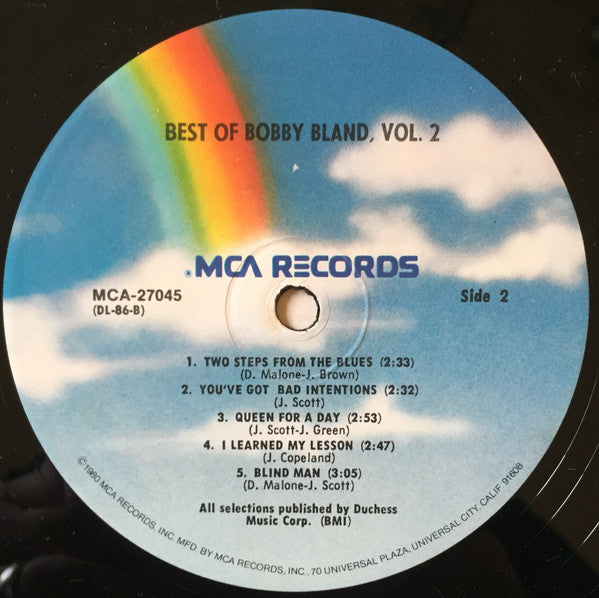 BEST OF BOBBY BLAND, VOL. 2
®MCA RECORDS
MCA-27045
(DL-86-B)
Side 2
1. TWO STEPS FROM THE BLUES (2:33)
(D. Malone-J. Brown)
2. YOU'VE GOT BAD INTENTIONS (2:32)
(J. Scott)
3. QUEEN FOR A DAY (2:53)
(J. Scott-J. Green)
4. I LEARNED MY LESSON (2:47)
(J. Copeland)
5. BLIND MAN (3:05)
(D. Malone-J. Scott)
All selections published by Duchess
Music Corp. (BMI)
©1980 MCA RECORDS, INC. MFD. BY MCA RECORDS, INC., 70 UNIVERSAL PLAZA, UNIVERSAL CITY, CALIF. 91608